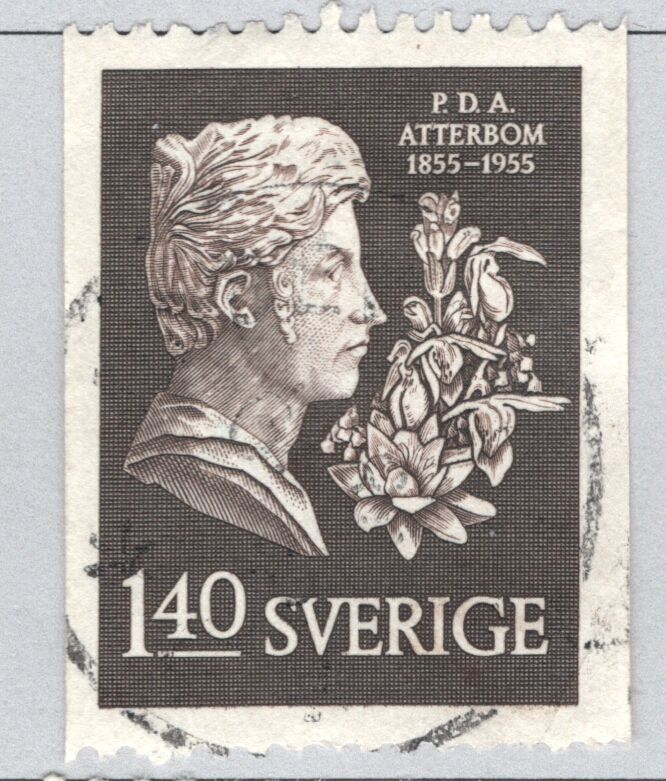 P. D. A.
ATTERBOM
1855–1955
1.40 SVERIGE